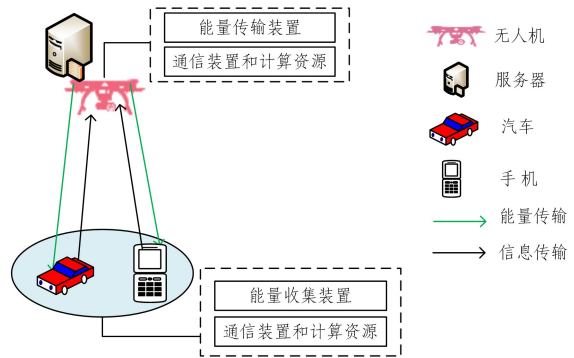 能量传输装置
通信装置和计算资源
无人机
服务器
汽车
手机
能量传输
信息传输
能量收集装置
通信装置和计算资源